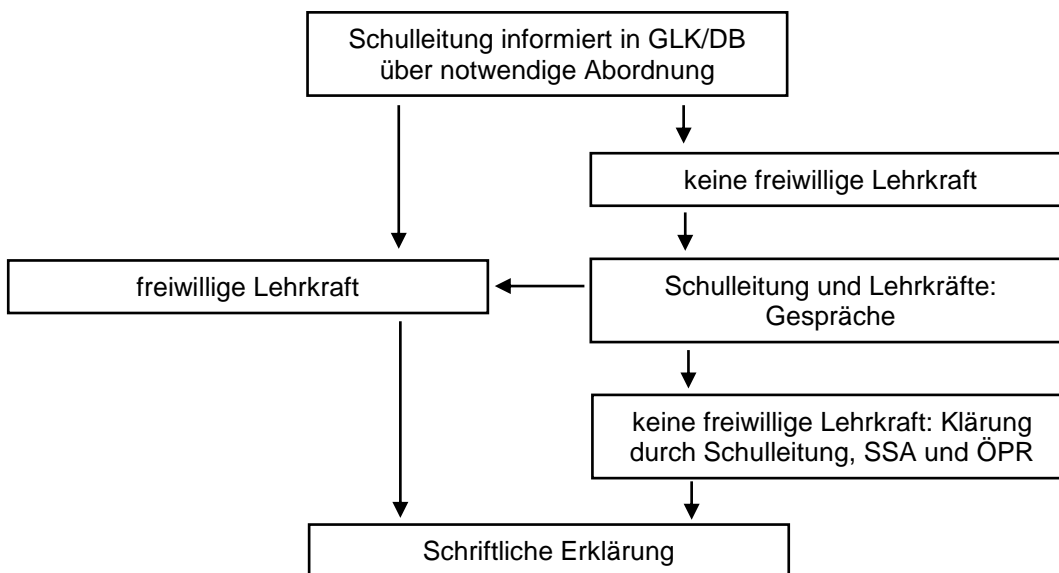 Schulleitung informiert in GLK/DB
über notwendige Abordnung
keine freiwillige Lehrkraft
freiwillige Lehrkraft
Schulleitung und Lehrkräfte:
Gespräche
keine freiwillige Lehrkraft: Klärung
durch Schulleitung, SSA und ÖPR
Schriftliche Erklärung